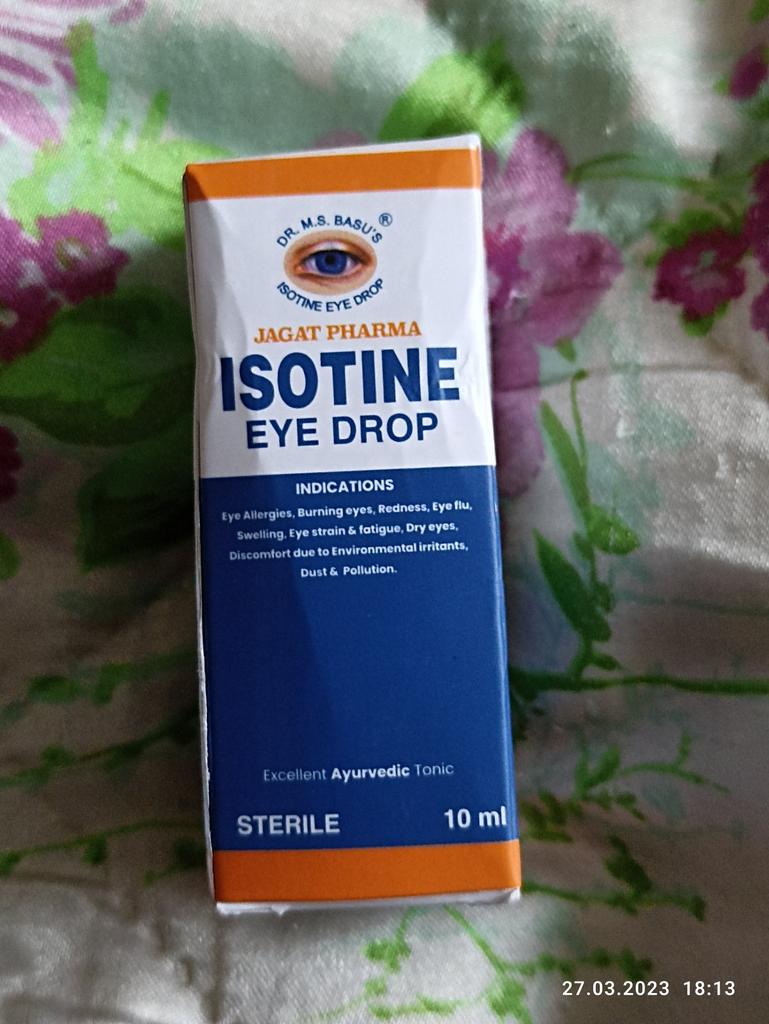 DR. M.S. BASU'S ®
ISOTINE EYE DROP
JAGAT PHARMA
ISOTINE
EYE DROP
INDICATIONS
Eye Allergies, Burning eyes, Redness, Eye flu,
Swelling, Eye strain & fatigue, Dry eyes,
Discomfort due to Environmental irritants,
Dust & Pollution.
Excellent Ayurvedic Tonic
STERILE 10 ml
27.03.2023 18:13